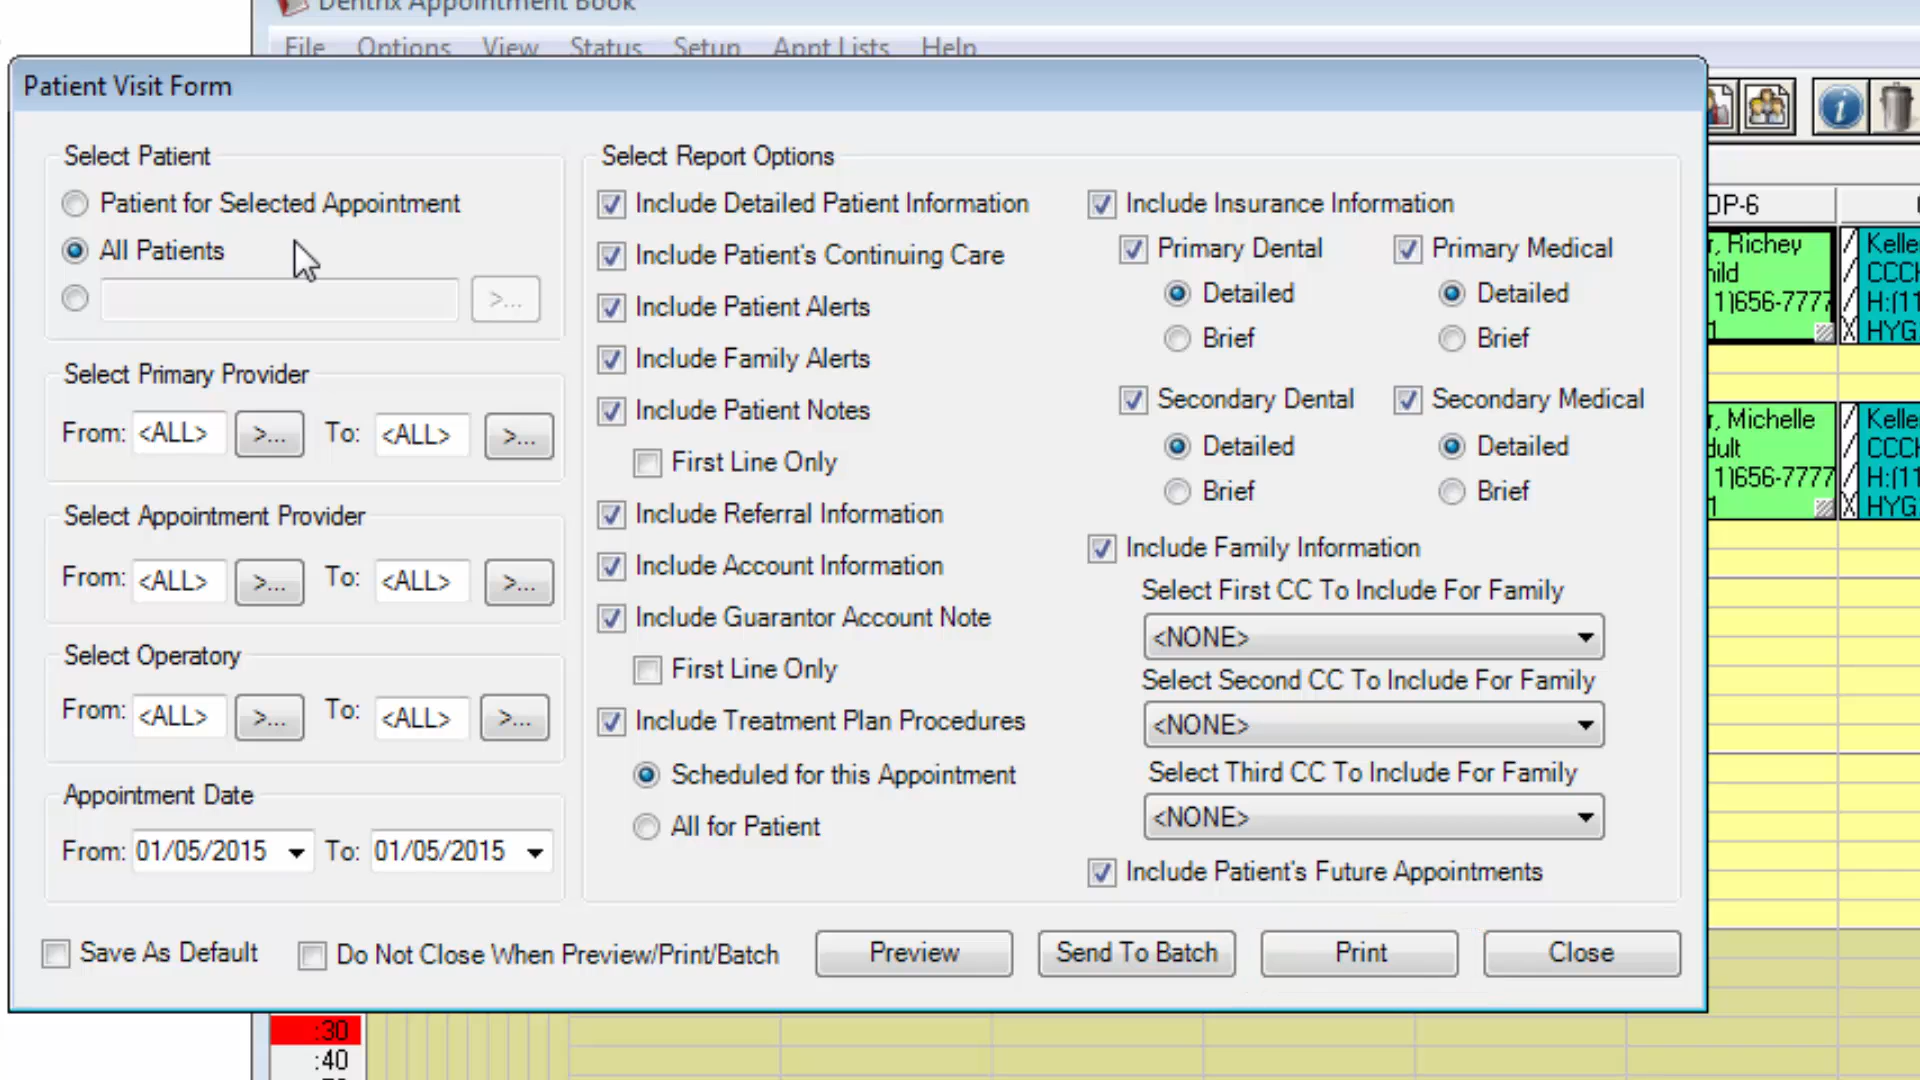 Dentrix Appointment Book
File Options View Status Setup Appt Lists Help
Patient Visit Form
Select Patient
Patient for Selected Appointment
All Patients
>...
Select Primary Provider
From: <ALL> >... To: <ALL> >...
Select Appointment Provider
From: <ALL> >... To: <ALL> >...
Select Operatory
From: <ALL> >... To: <ALL> >...
Appointment Date
From: 01/05/2015 To: 01/05/2015
Select Report Options
Include Detailed Patient Information
Include Patient's Continuing Care
Include Patient Alerts
Include Family Alerts
Include Patient Notes
First Line Only
Include Referral Information
Include Account Information
Include Guarantor Account Note
First Line Only
Include Treatment Plan Procedures
Scheduled for this Appointment
All for Patient
Include Insurance Information
Primary Dental Primary Medical
Detailed Detailed
Brief Brief
Secondary Dental Secondary Medical
Detailed Detailed
Brief Brief
Include Family Information
Select First CC To Include For Family
<NONE>
Select Second CC To Include For Family
<NONE>
Select Third CC To Include For Family
<NONE>
Include Patient's Future Appointments
Save As Default Do Not Close When Preview/Print/Batch Preview Send To Batch Print Close
OP-6
r, Richey
hild
1)656-7777
1
Kelle
CCCH
H:(11
HYG
r, Michelle
dult
1)656-7777
1
Kelle
CCCH
H:(11
HYG
:30
:40